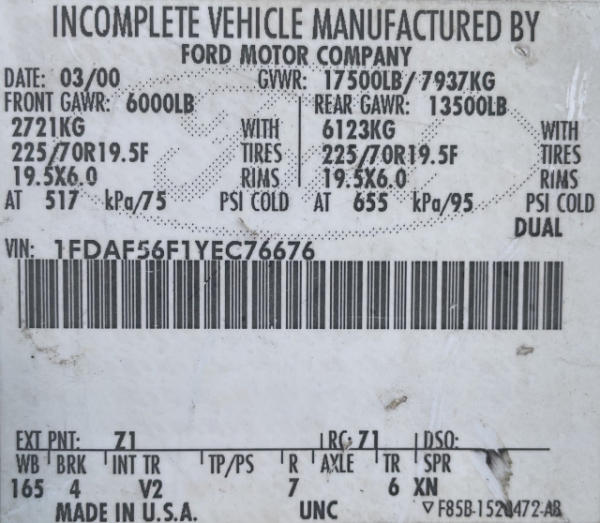 INCOMPLETE VEHICLE MANUFACTURED BY
FORD MOTOR COMPANY
DATE: 03/00 GVWR: 17500LB/7937KG
FRONT GAWR: 6000LB REAR GAWR: 13500LB
2721KG WITH 6123KG WITH
225/70R19.5F TIRES 225/70R19.5F TIRES
19.5X6.0 RIMS 19.5X6.0 RIMS
AT 517 kPa/75 PSI COLD AT 655 kPa/95 PSI COLD
DUAL
VIN: 1FDAF56F1YEC76676
EXT PNT: Z1 RC: 71 DSO:
WB BRK INT TR TP/PS R AXLE TR SPR
165 4 V2 7 6 XN
MADE IN U.S.A. UNC